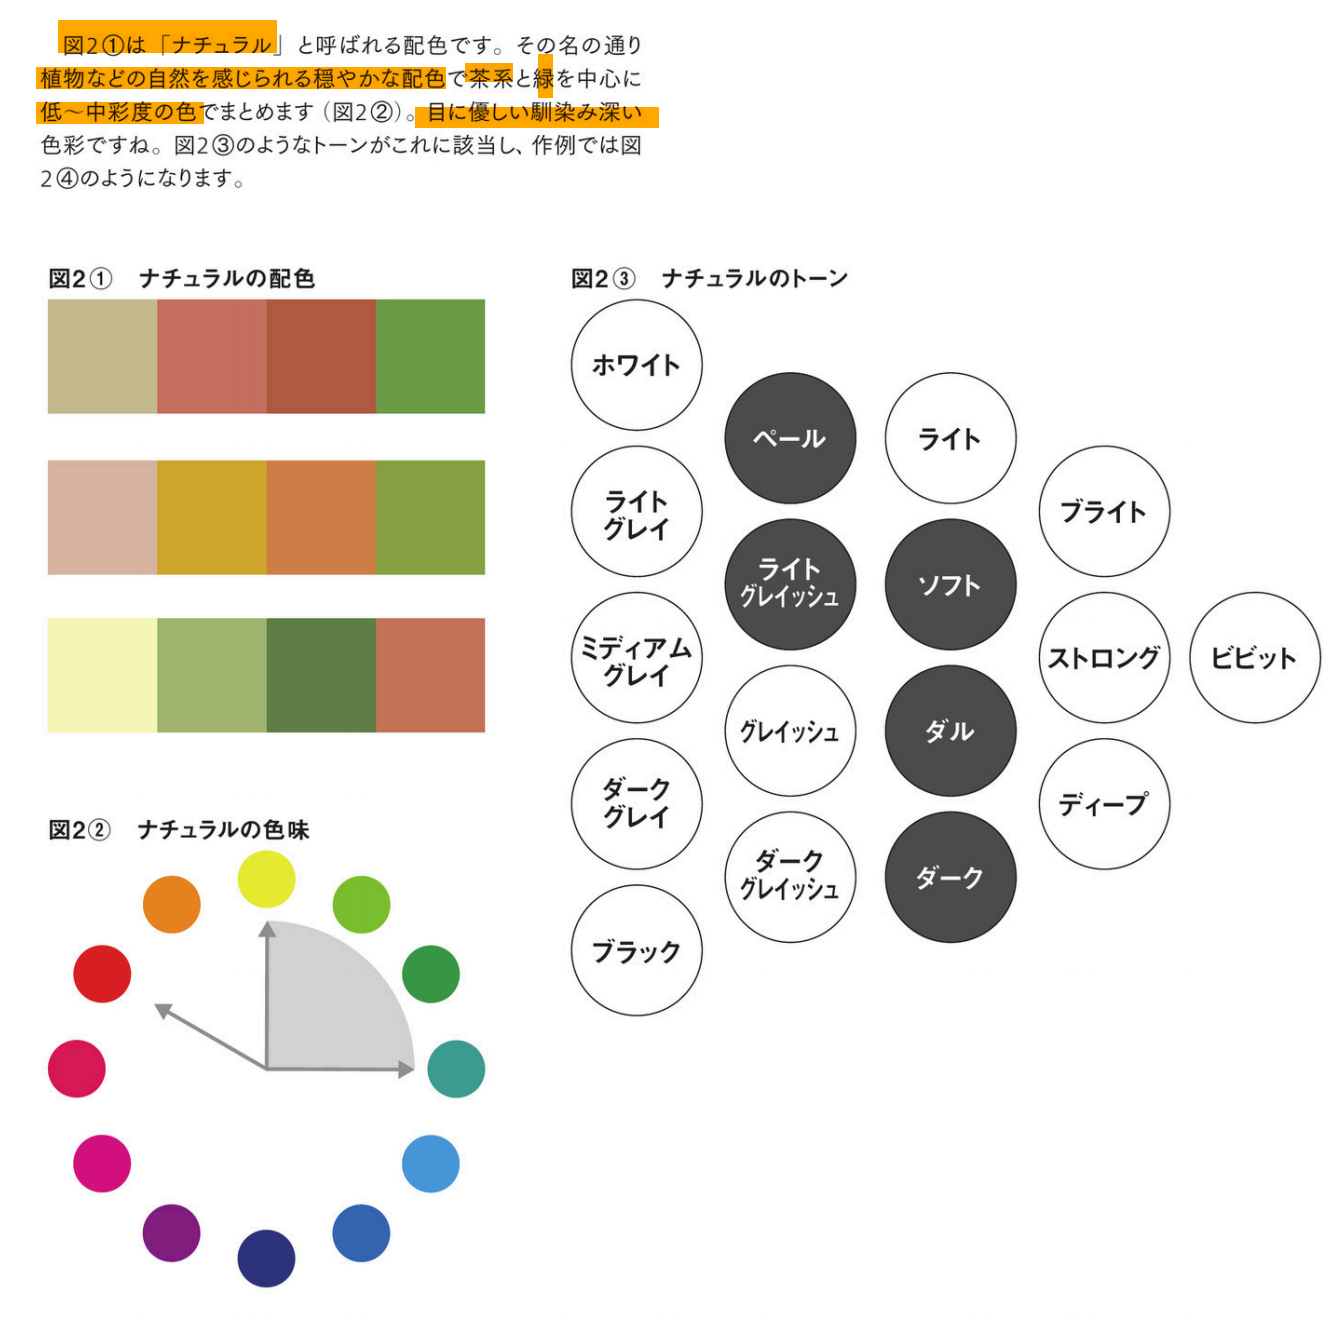 図2①は「ナチュラル」と呼ばれる配色です。その名の通り
植物などの自然を感じられる穏やかな配色で茶系と緑を中心に
低～中彩度の色でまとめます（図2②）。目に優しい馴染み深い
色彩ですね。図2③のようなトーンがこれに該当し、作例では図
2④のようになります。
図2① ナチュラルの配色
図2② ナチュラルの色味
図2③ ナチュラルのトーン
ホワイト
ペール
ライト
ライト
グレイ
ブライト
ライト
グレイッシュ
ソフト
ミディアム
グレイ
ストロング
ビビット
グレイッシュ
ダル
ダーク
グレイ
ディープ
ダーク
グレイッシュ
ダーク
ブラック